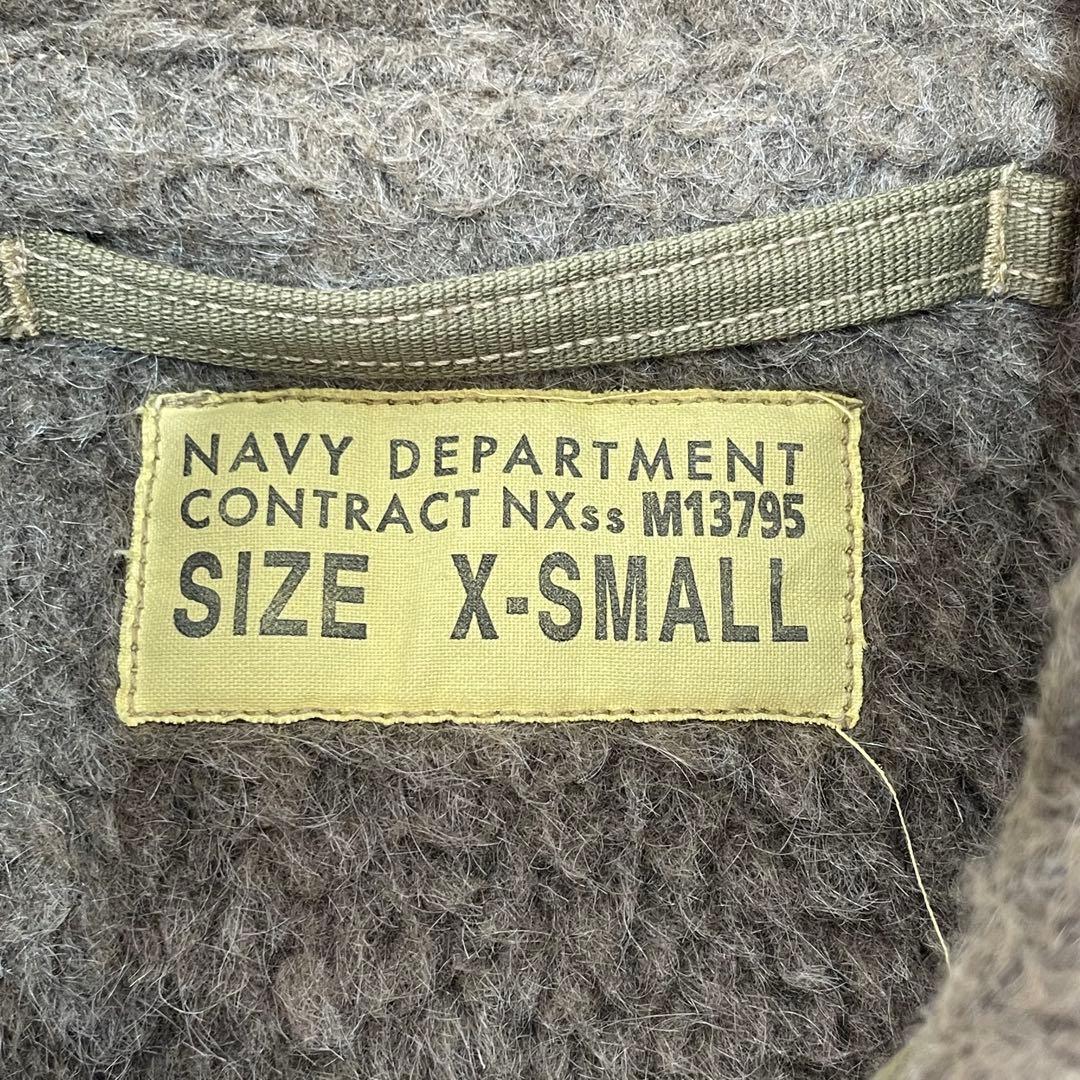 NAVY DEPARTMENT
CONTRACT NXss M13795
SIZE X-SMALL